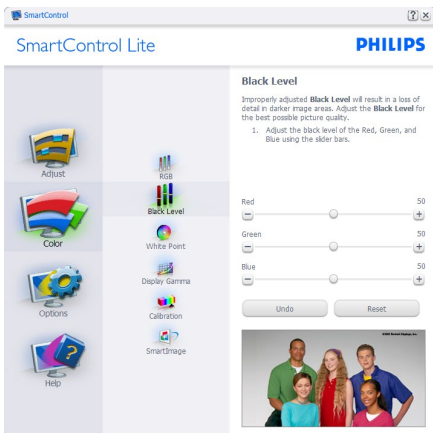 SmartControl
SmartControl Lite
PHILIPS
Adjust
Color
Options
Help
RGB
Black Level
White Point
Display Gamma
Calibration
SmartImage
Black Level
Improperly adjusted Black Level will result in a loss of
detail in darker image areas. Adjust the Black Level for
the best possible picture quality.
1. Adjust the black level of the Red, Green, and
Blue using the slider bars.
Red 50
Green 50
Blue 50
Undo Reset